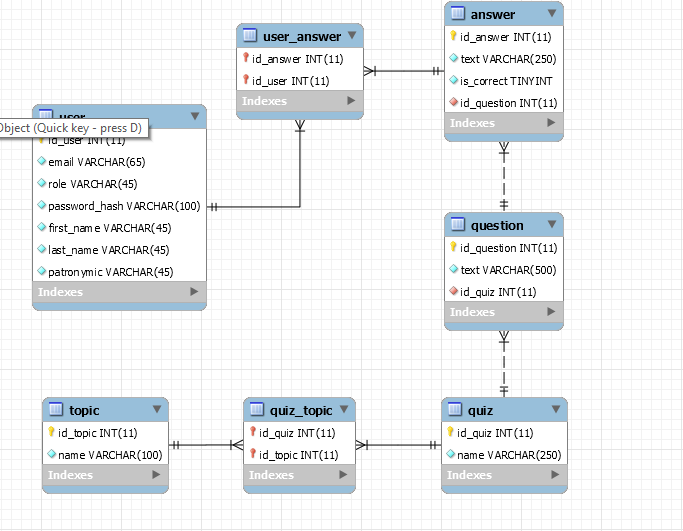 answer
id_answer INT(11)
text VARCHAR(250)
is_correct TINYINT
id_question INT(11)
Indexes
user_answer
id_answer INT(11)
id_user INT(11)
Indexes
user
Object (Quick key - press D)
id_user INT(11)
email VARCHAR(65)
role VARCHAR(45)
password_hash VARCHAR(100)
first_name VARCHAR(45)
last_name VARCHAR(45)
patronymic VARCHAR(45)
Indexes
question
id_question INT(11)
text VARCHAR(500)
id_quiz INT(11)
Indexes
topic
id_topic INT(11)
name VARCHAR(100)
Indexes
quiz_topic
id_quiz INT(11)
id_topic INT(11)
Indexes
quiz
id_quiz INT(11)
name VARCHAR(250)
Indexes